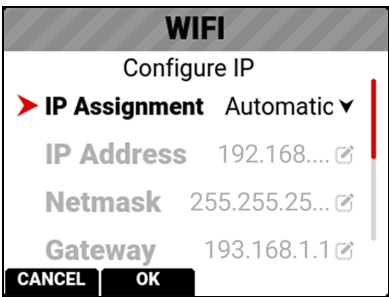 WIFI
Configure IP
IP Assignment Automatic
IP Address 192.168....
Netmask 255.255.25...
Gateway 193.168.1.1
CANCEL OK